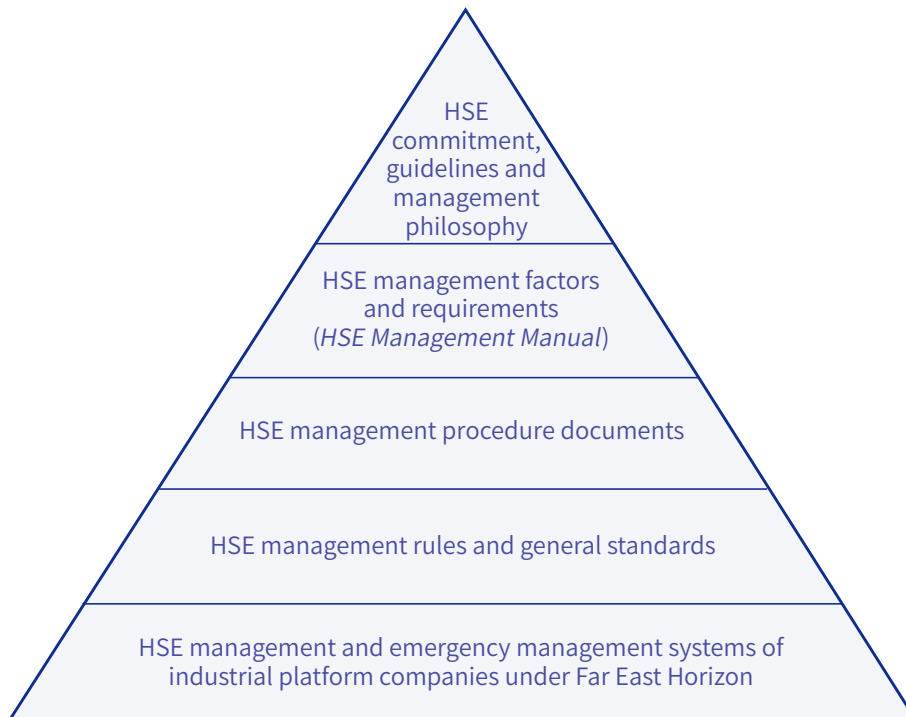 HSE
commitment,
guidelines and
management
philosophy
HSE management factors
and requirements
(HSE Management Manual)
HSE management procedure documents
HSE management rules and general standards
HSE management and emergency management systems of
industrial platform companies under Far East Horizon